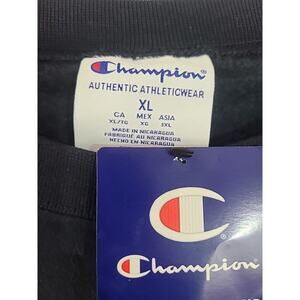 Champion
AUTHENTIC ATHLETICWEAR
XL
CA MEX ASIA
XL/TG XG 3XL
MADE IN NICARAGUA
FABRIQUÉ AU NICARAGUA
HECHO EN NICARAGUA
Champion